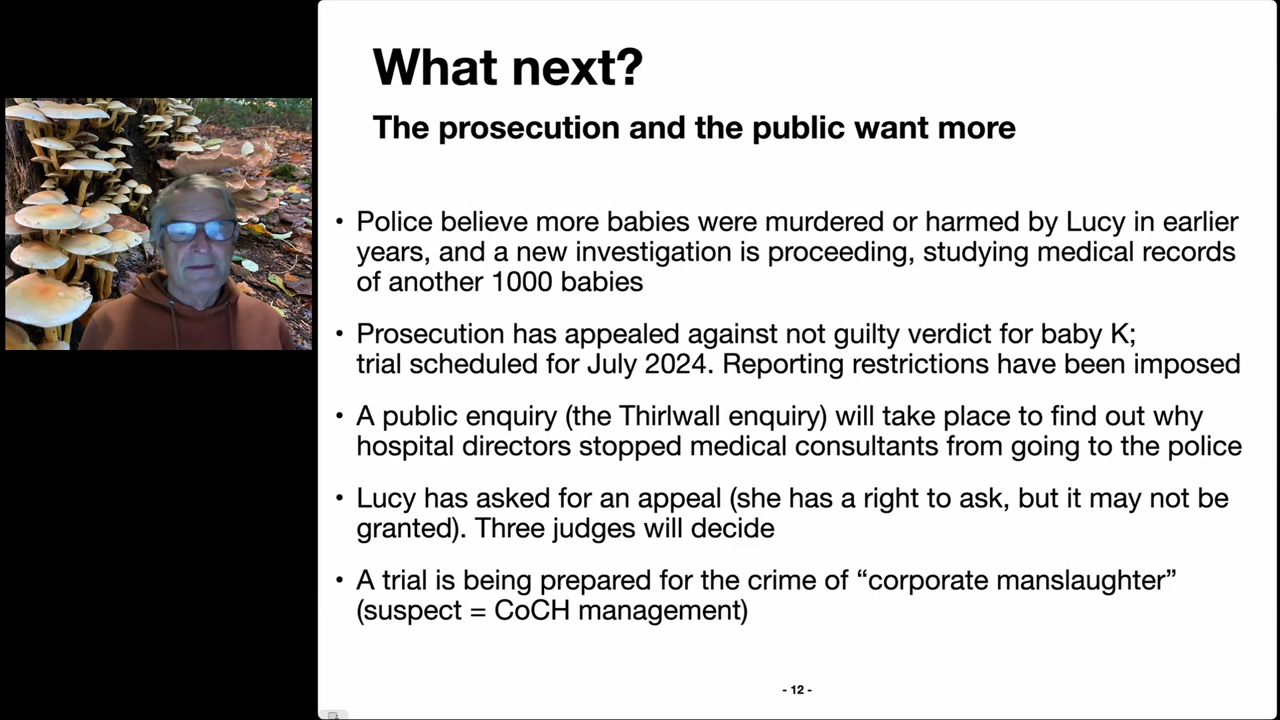 What next?
The prosecution and the public want more
• Police believe more babies were murdered or harmed by Lucy in earlier
years, and a new investigation is proceeding, studying medical records
of another 1000 babies
• Prosecution has appealed against not guilty verdict for baby K;
trial scheduled for July 2024. Reporting restrictions have been imposed
• A public enquiry (the Thirlwall enquiry) will take place to find out why
hospital directors stopped medical consultants from going to the police
• Lucy has asked for an appeal (she has a right to ask, but it may not be
granted). Three judges will decide
• A trial is being prepared for the crime of “corporate manslaughter”
(suspect = CoCH management)
- 12 -